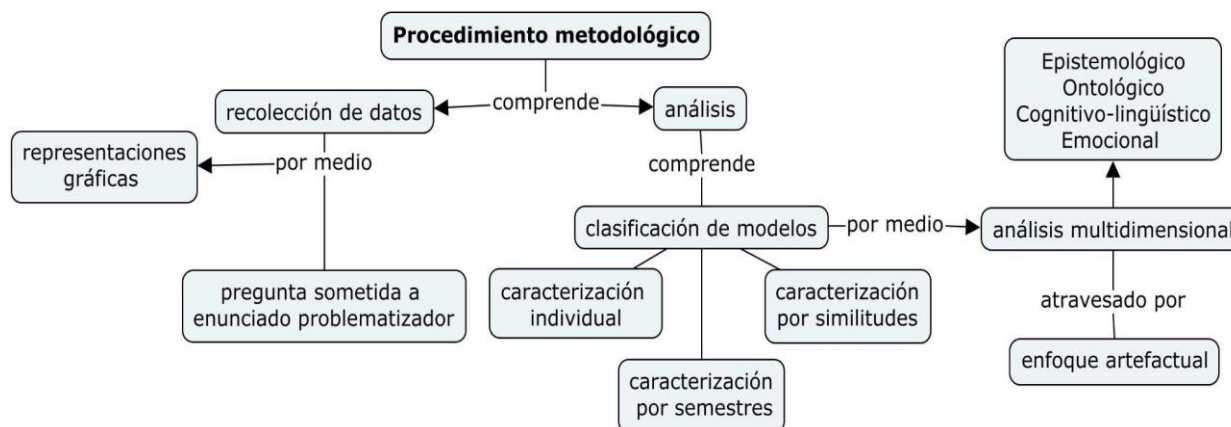 Procedimiento metodológico
comprende
recolección de datos
análisis
por medio
representaciones
gráficas
pregunta sometida a
enunciado problematizador
comprende
clasificación de modelos
caracterización
individual
caracterización
por semestres
caracterización
por similitudes
por medio
análisis multidimensional
Epistemológico
Ontológico
Cognitivo-lingüístico
Emocional
atravesado por
enfoque artefactual